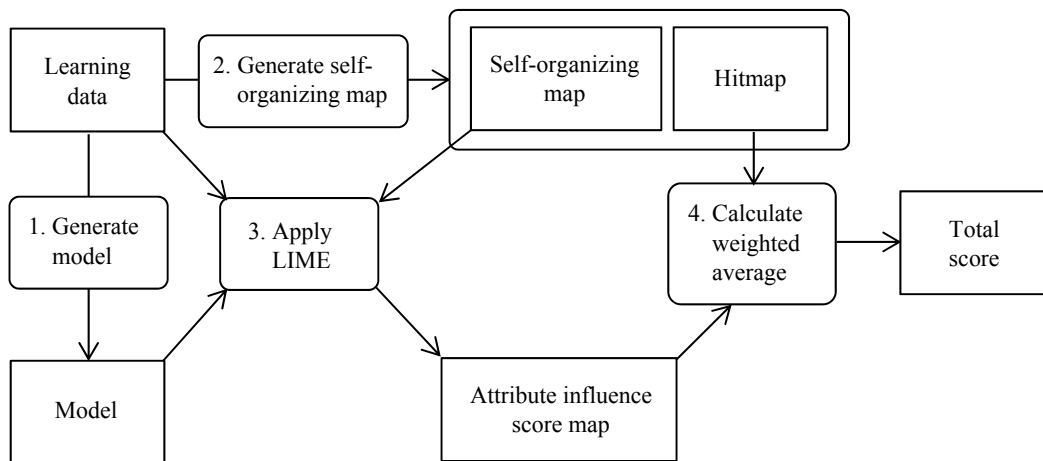 Learning
data
2. Generate self-
organizing map
Self-organizing
map
Hitmap
1. Generate
model
3. Apply
LIME
4. Calculate
weighted
average
Total
score
Model
Attribute influence
score map